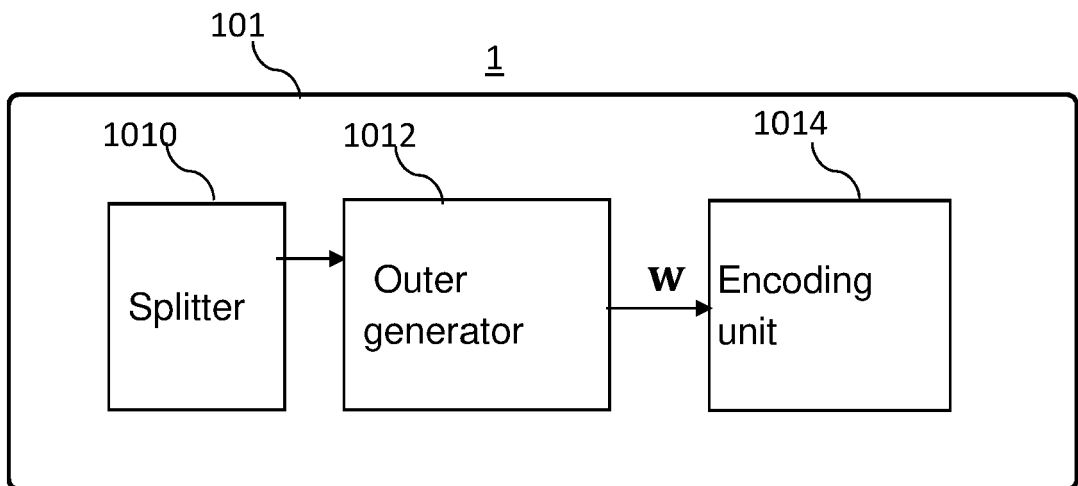 101
1
1010
1012
1014
Splitter
Outer
generator
w
Encoding
unit